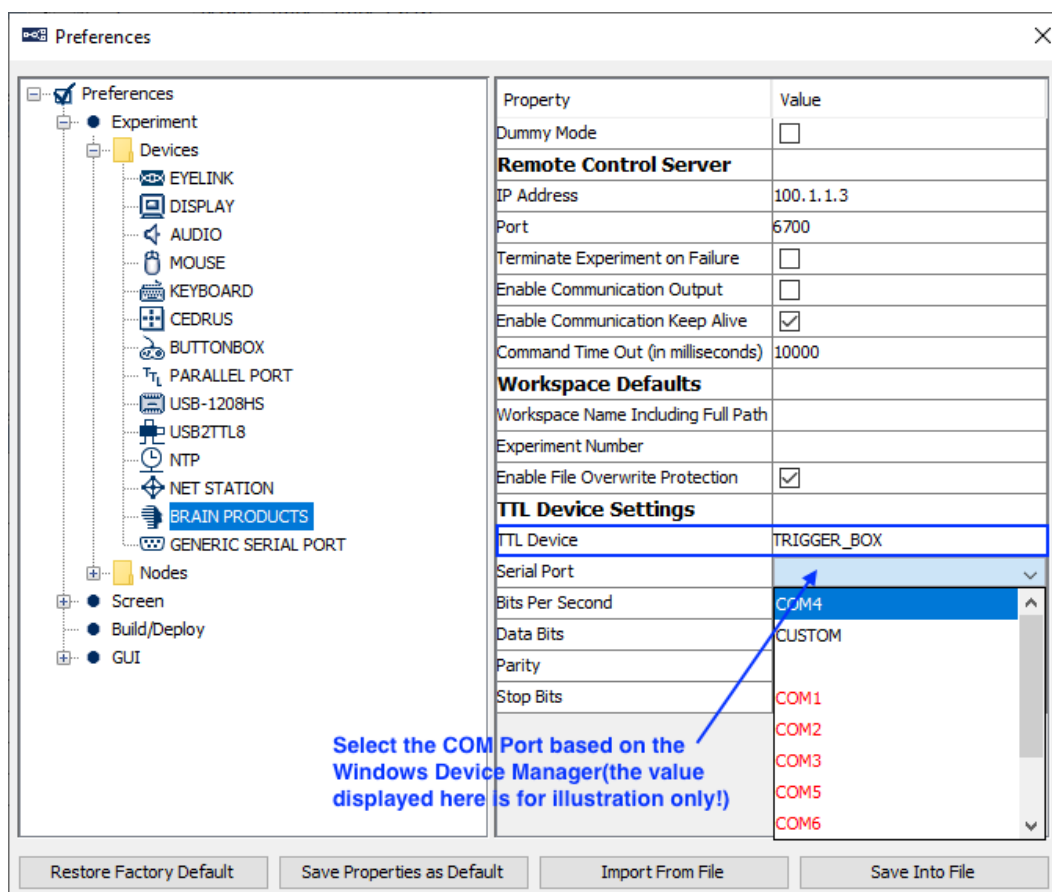 Preferences
Preferences
Experiment
Devices
EYELINK
DISPLAY
AUDIO
MOUSE
KEYBOARD
CEDRUS
BUTTONBOX
TTL PARALLEL PORT
USB-1208HS
USB2TTL8
NTP
NET STATION
BRAIN PRODUCTS
GENERIC SERIAL PORT
Nodes
Screen
Build/Deploy
GUI
Property Value
Dummy Mode
Remote Control Server
IP Address 100.1.1.3
Port 6700
Terminate Experiment on Failure
Enable Communication Output
Enable Communication Keep Alive
Command Time Out (in milliseconds) 10000
Workspace Defaults
Workspace Name Including Full Path
Experiment Number
Enable File Overwrite Protection
TTL Device Settings
TTL Device TRIGGER_BOX
Serial Port
Bits Per Second
Data Bits
Parity
Stop Bits
COM4
CUSTOM
COM1
COM2
COM3
COM5
COM6
Select the COM Port based on the
Windows Device Manager(the value
displayed here is for illustration only!)
Restore Factory Default Save Properties as Default Import From File Save Into File